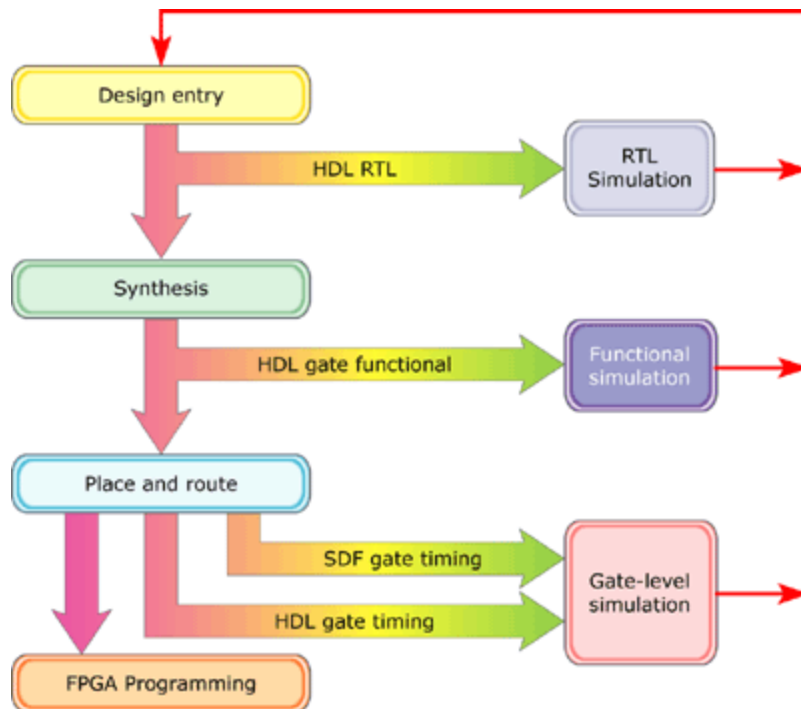 Design entry
HDL RTL
RTL
Simulation
Synthesis
HDL gate functional
Functional
simulation
Place and route
SDF gate timing
HDL gate timing
Gate-level
simulation
FPGA Programming